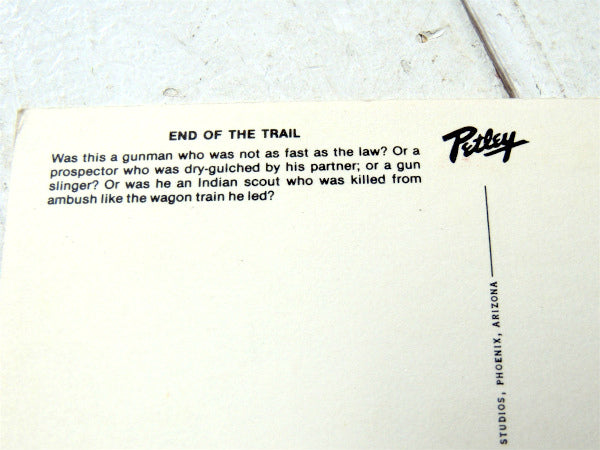 END OF THE TRAIL
Was this a gunman who was not as fast as the law? Or a
prospector who was dry-gulched by his partner; or a gun
slinger? Or was he an Indian scout who was killed from
ambush like the wagon train he led?
Petley
STUDIOS, PHOENIX, ARIZONA